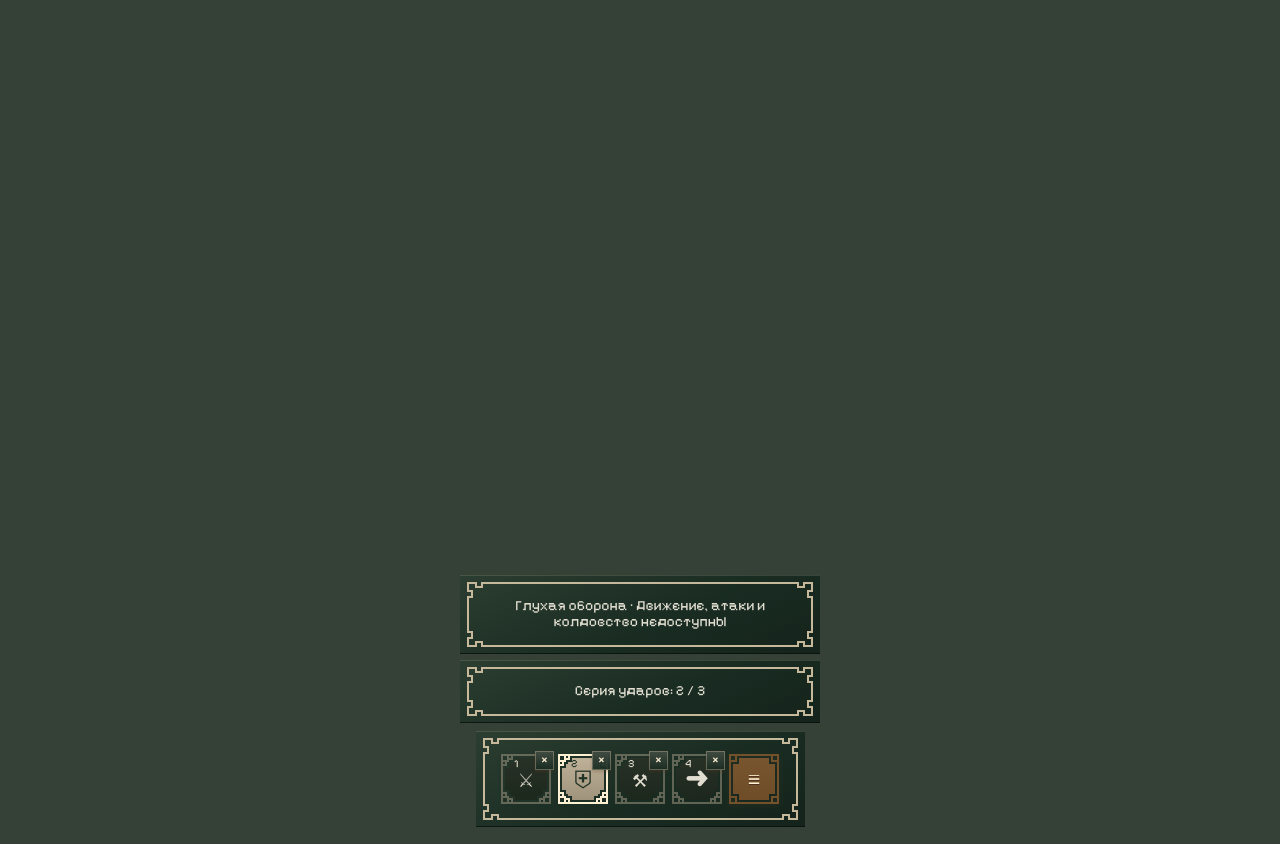 Глухая оборона · Движение, атаки и
колдовство недоступны
Серия ударов: 2 / 3
1 × 2 × 3 × 4 ×